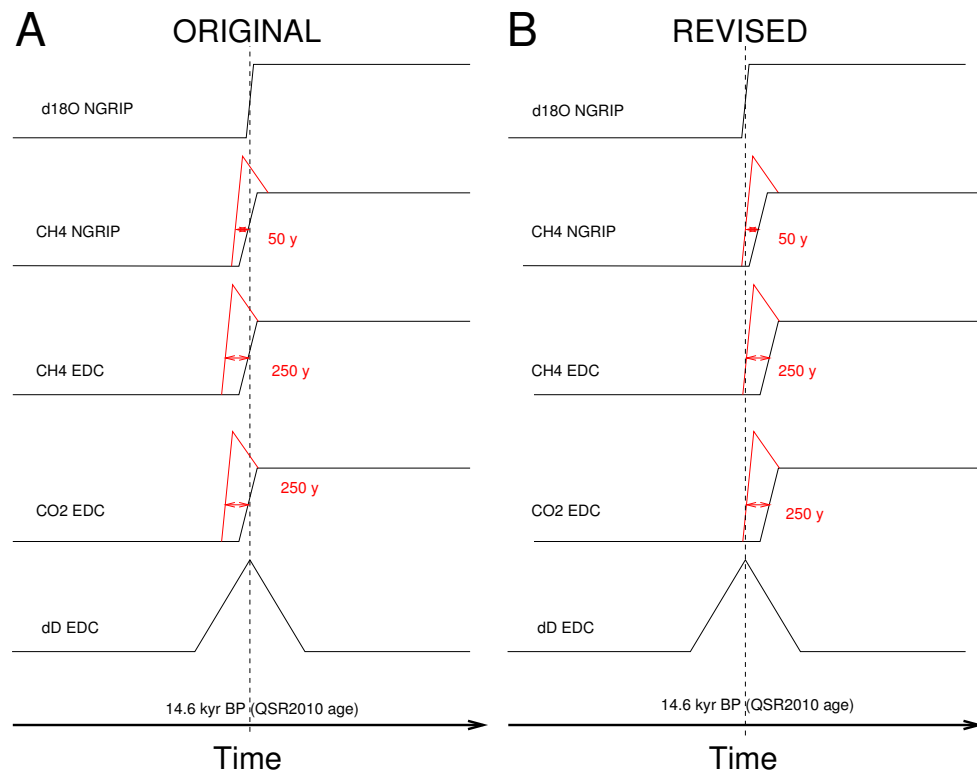 A
ORIGINAL
d18O NGRIP
CH4 NGRIP
50 y
CH4 EDC
250 y
CO2 EDC
250 y
dD EDC
14.6 kyr BP (QSR2010 age)
Time
B
REVISED
d18O NGRIP
CH4 NGRIP
50 y
CH4 EDC
250 y
CO2 EDC
250 y
dD EDC
14.6 kyr BP (QSR2010 age)
Time